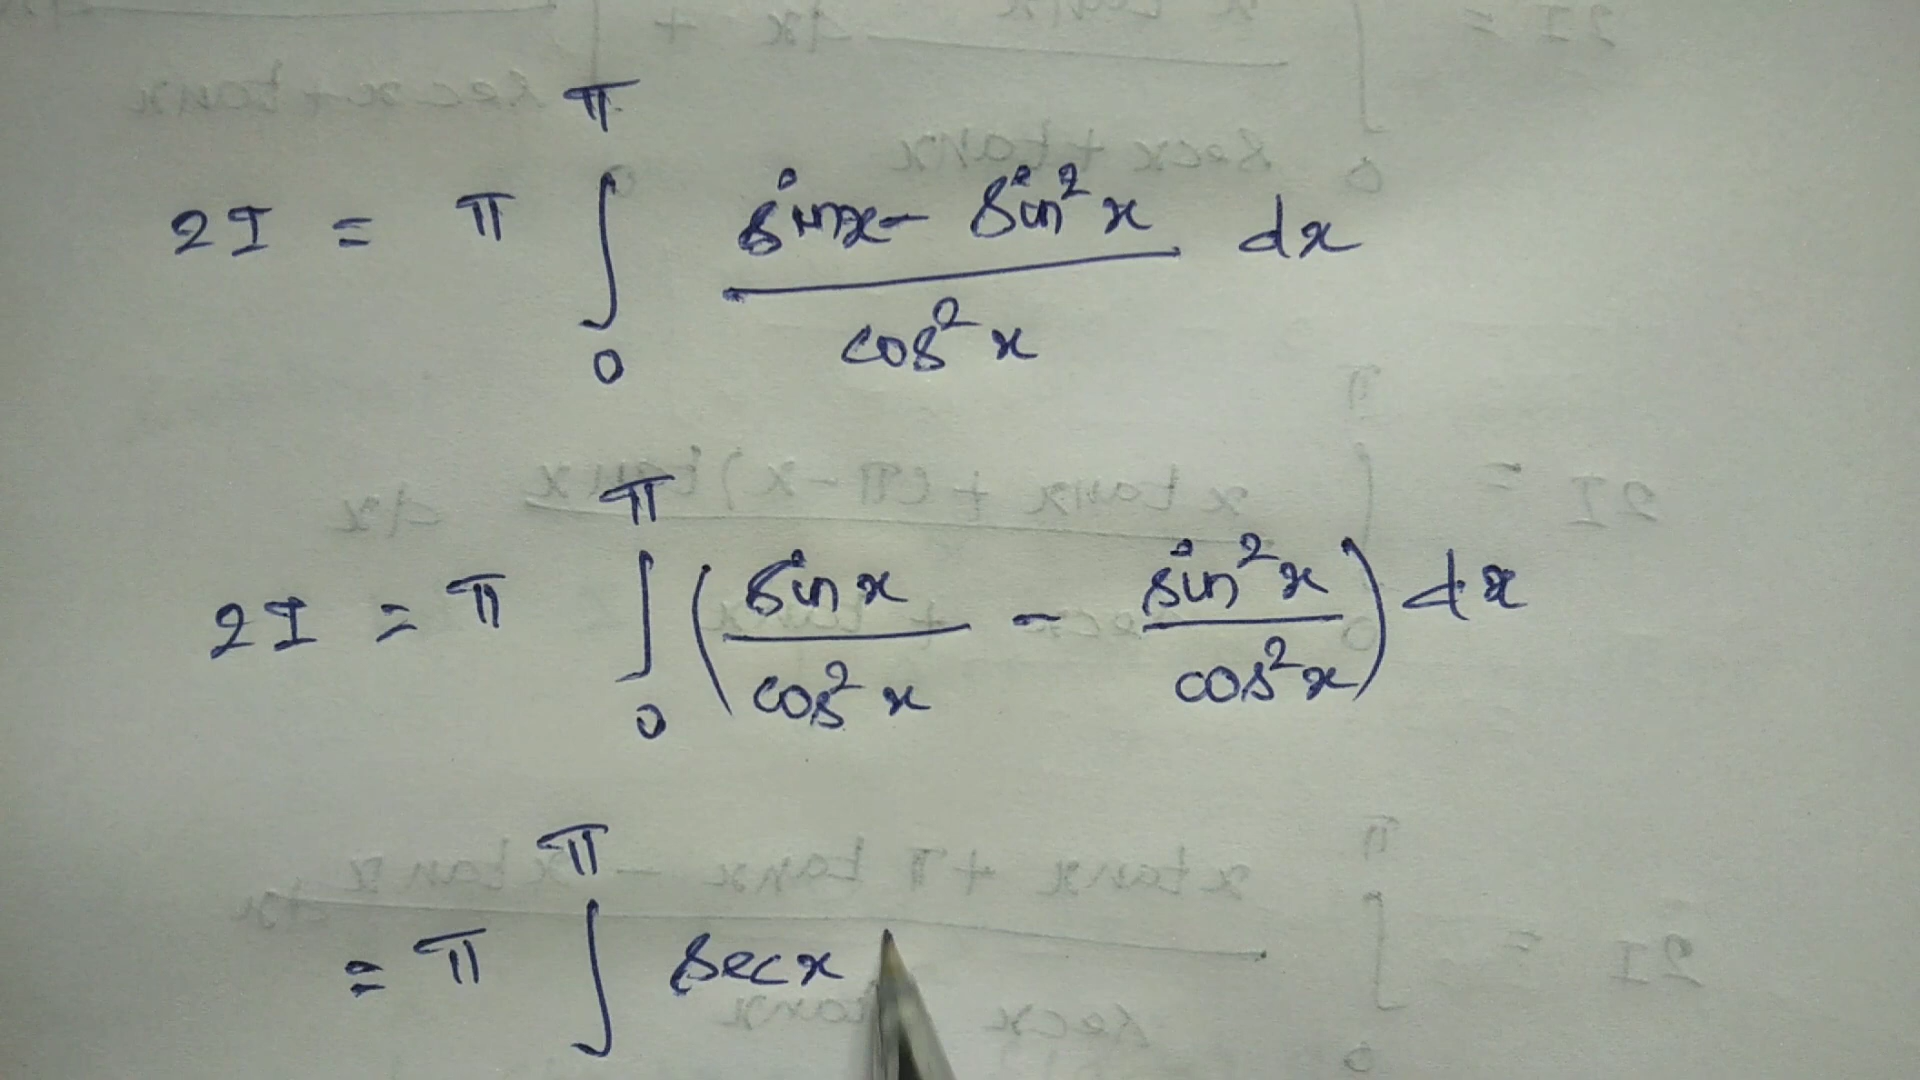 2I = π ∫₀^π (sinx - sin²x)/(cos²x) dx
2I = π ∫₀^π (sinx/cos²x - sin²x/cos²x) dx
= π ∫^π secx